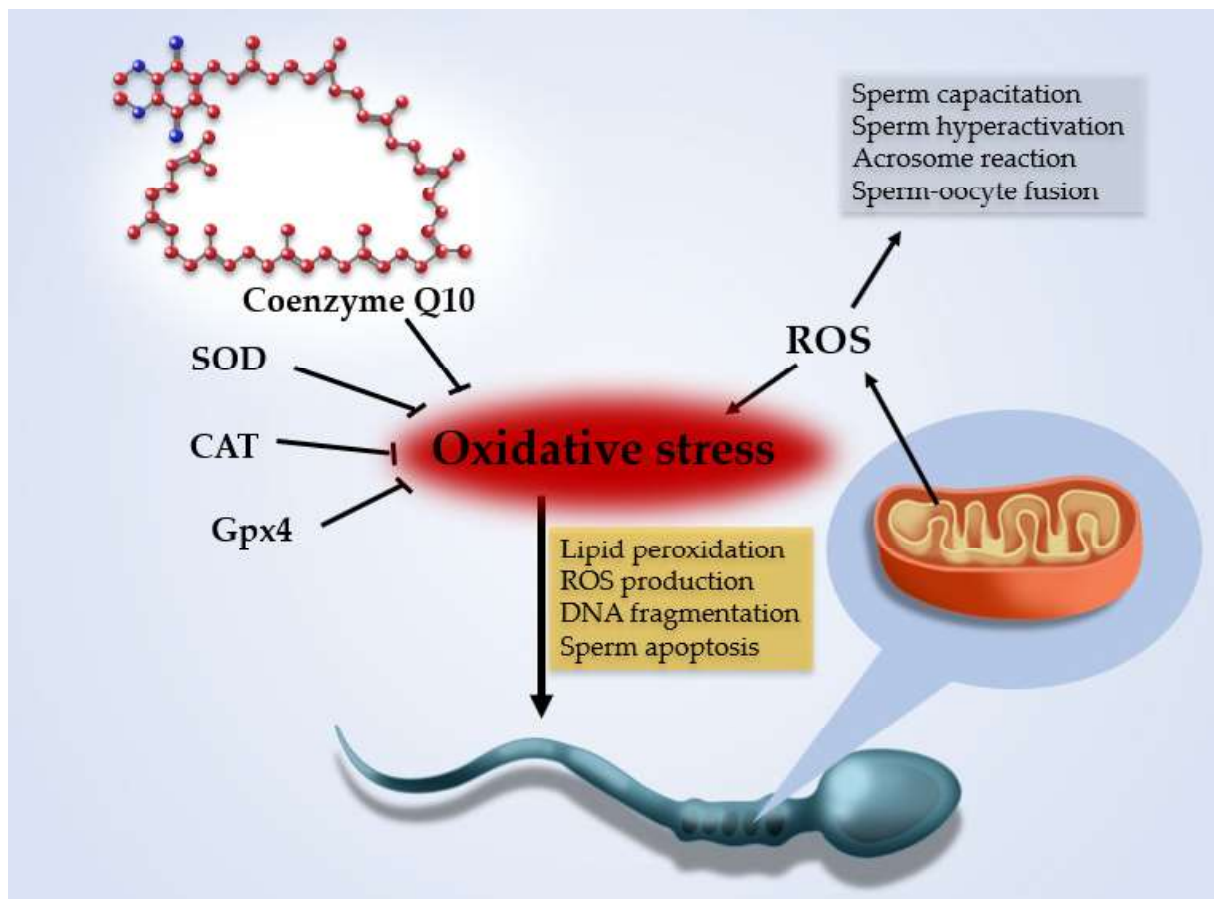 Coenzyme Q10
SOD
CAT
Gpx4
Oxidative stress
ROS
Sperm capacitation
Sperm hyperactivation
Acrosome reaction
Sperm-oocyte fusion
Lipid peroxidation
ROS production
DNA fragmentation
Sperm apoptosis